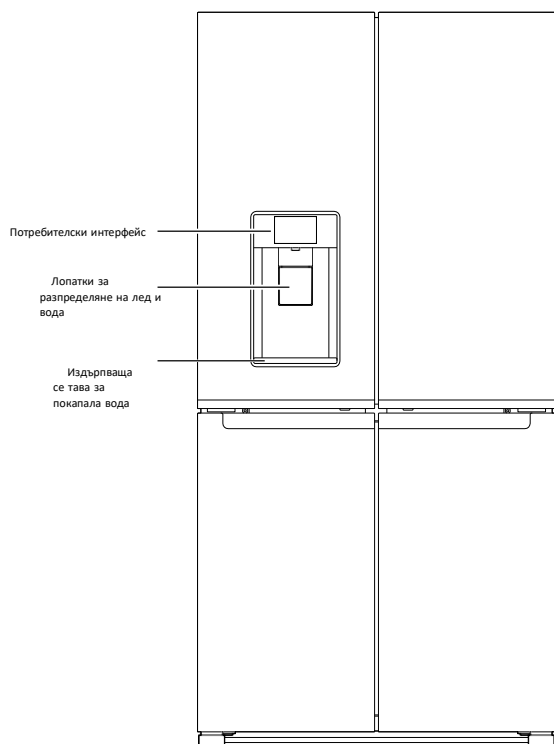 Потребителски интерфейс
Лопатки за
разпределяне на лед и
вода
Издърпваща
се тава за
покапала вода